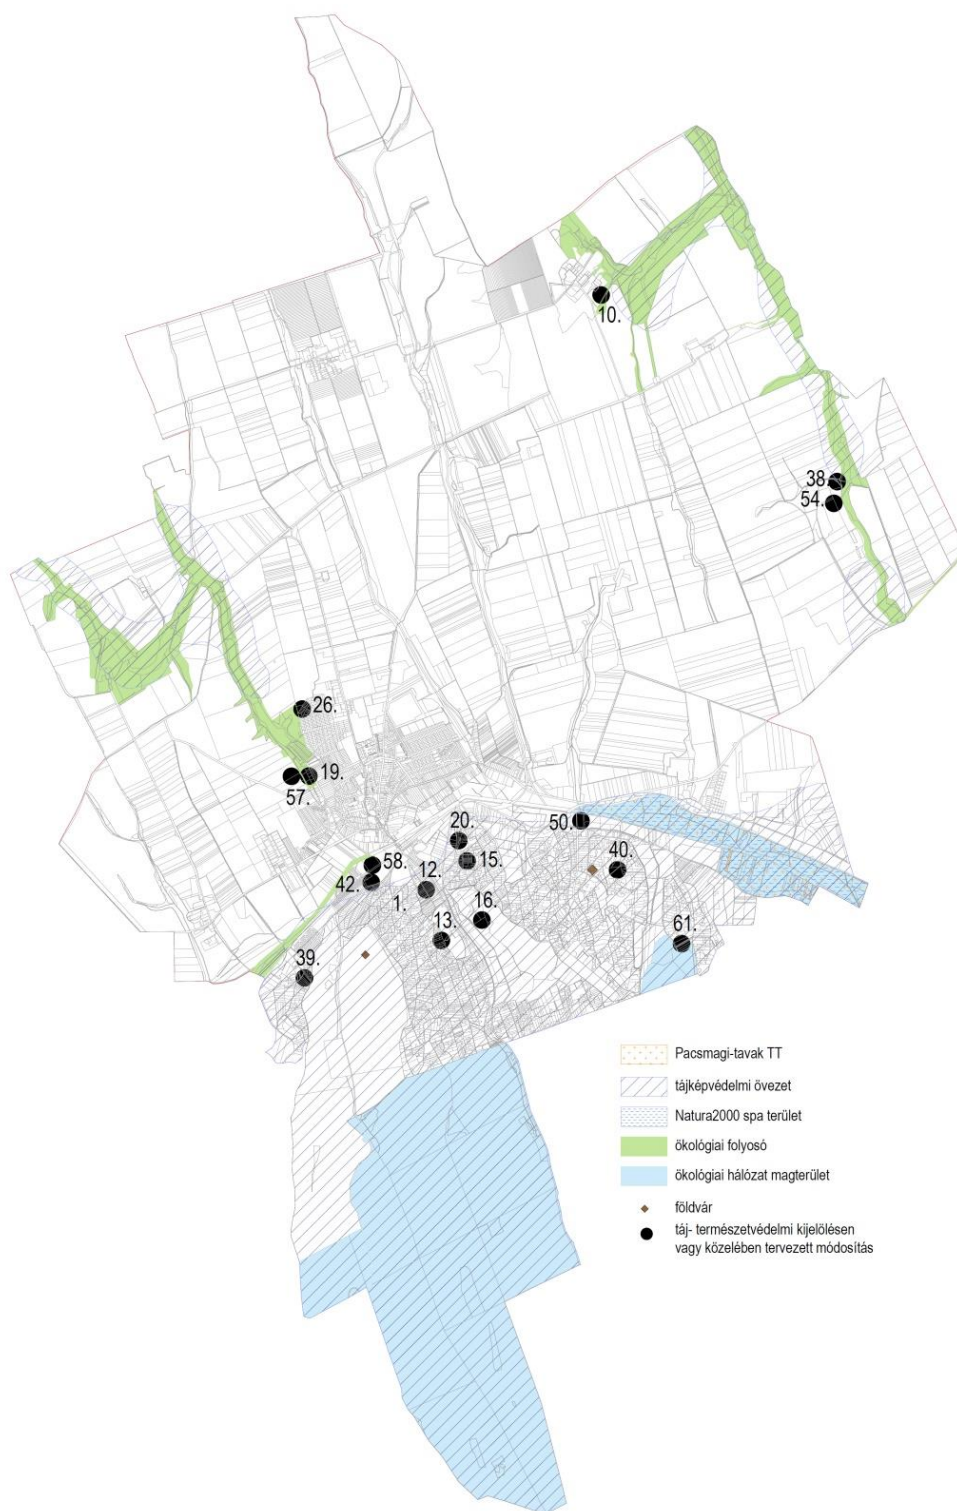 10.
38.
54.
26.
19.
57.
20.
50.
15.
40.
58.
12.
42.
1.
16.
13.
61.
39.
Pacsmagi-tavak TT
tájképvédelmi övezet
Natura2000 spa terület
ökológiai folyosó
ökológiai hálózat magterület
földvár
táj- természetvédelmi kijelölésen
vagy közelében tervezett módosítás